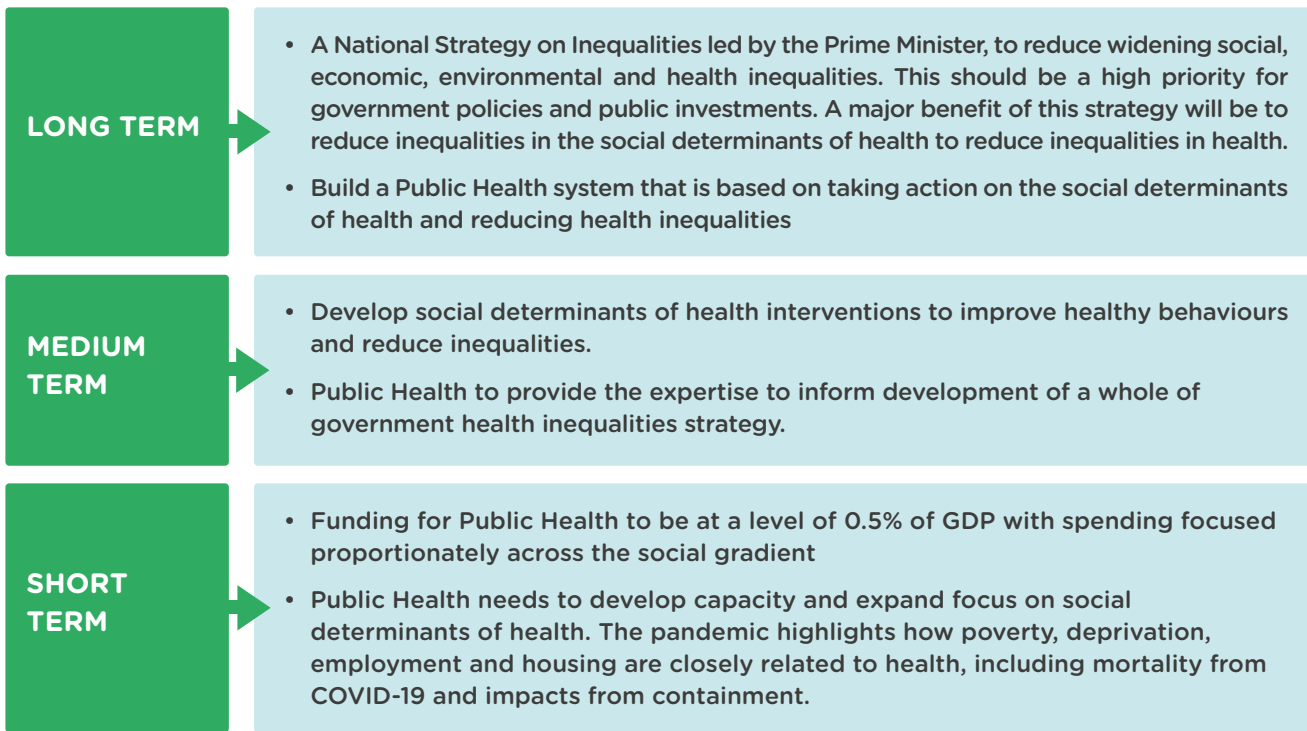 LONG TERM
• A National Strategy on Inequalities led by the Prime Minister, to reduce widening social,
economic, environmental and health inequalities. This should be a high priority for
government policies and public investments. A major benefit of this strategy will be to
reduce inequalities in the social determinants of health to reduce inequalities in health.
• Build a Public Health system that is based on taking action on the social determinants
of health and reducing health inequalities
MEDIUM
TERM
• Develop social determinants of health interventions to improve healthy behaviours
and reduce inequalities.
• Public Health to provide the expertise to inform development of a whole of
government health inequalities strategy.
SHORT
TERM
• Funding for Public Health to be at a level of 0.5% of GDP with spending focused
proportionately across the social gradient
• Public Health needs to develop capacity and expand focus on social
determinants of health. The pandemic highlights how poverty, deprivation,
employment and housing are closely related to health, including mortality from
COVID-19 and impacts from containment.